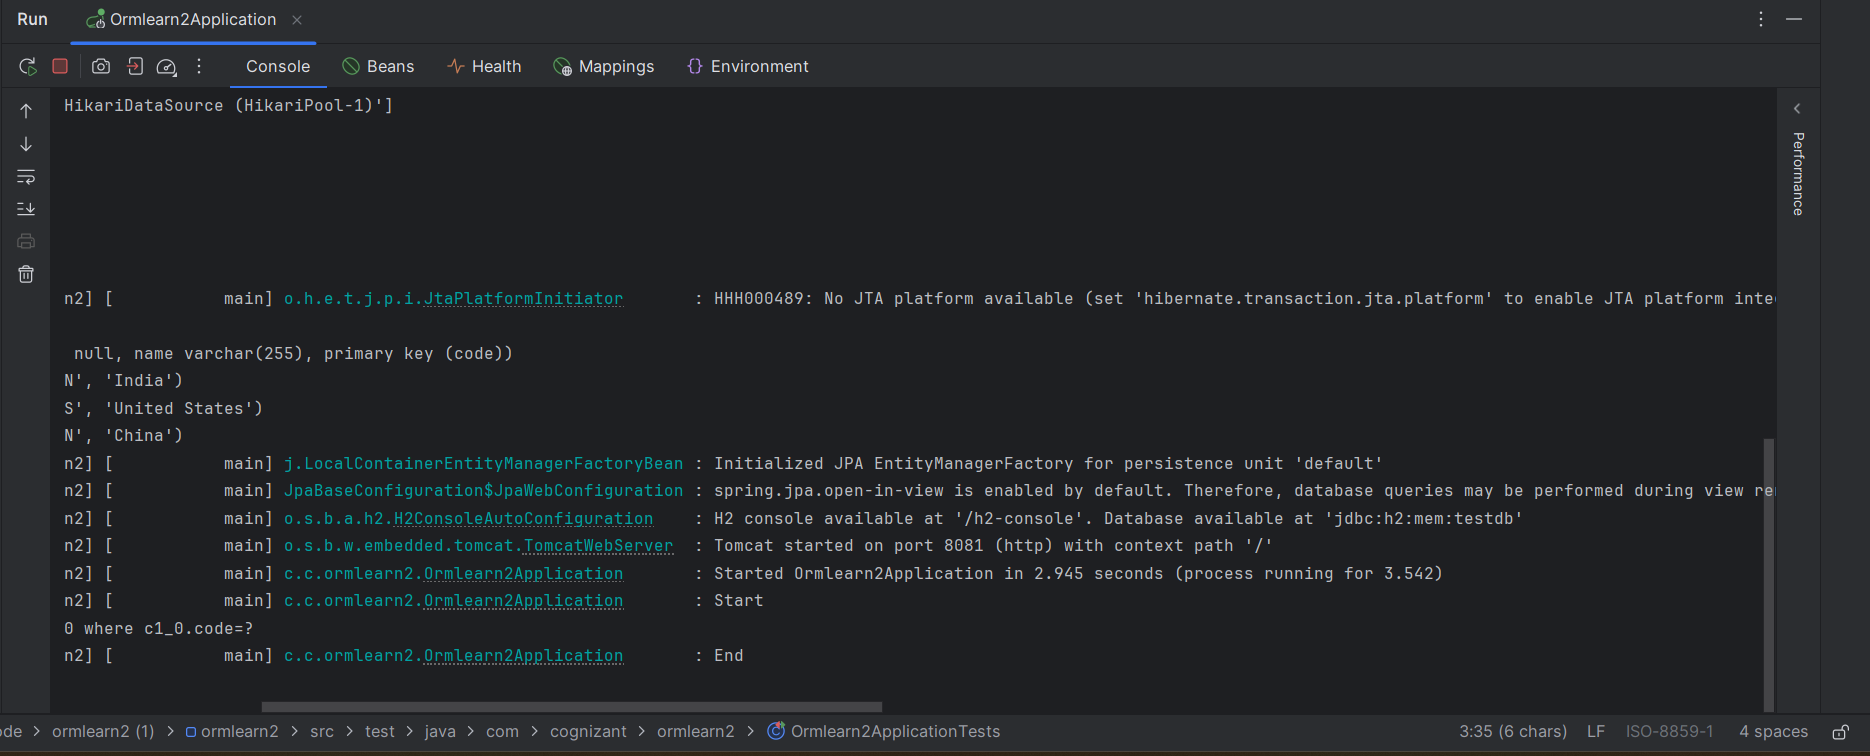 Run Ormlearn2Application
Console Beans Health Mappings Environment
HikariDataSource (HikariPool-1)']
Performance
n2] [           main] o.h.e.t.j.p.i.JtaPlatformInitiator       : HHH000489: No JTA platform available (set 'hibernate.transaction.jta.platform' to enable JTA platform inte
null, name varchar(255), primary key (code))
N', 'India')
S', 'United States')
N', 'China')
n2] [           main] j.LocalContainerEntityManagerFactoryBean : Initialized JPA EntityManagerFactory for persistence unit 'default'
n2] [           main] JpaBaseConfiguration$JpaWebConfiguration : spring.jpa.open-in-view is enabled by default. Therefore, database queries may be performed during view re
n2] [           main] o.s.b.a.h2.H2ConsoleAutoConfiguration    : H2 console available at '/h2-console'. Database available at 'jdbc:h2:mem:testdb'
n2] [           main] o.s.b.w.embedded.tomcat.TomcatWebServer  : Tomcat started on port 8081 (http) with context path '/'
n2] [           main] c.c.ormlearn2.Ormlearn2Application       : Started Ormlearn2Application in 2.945 seconds (process running for 3.542)
n2] [           main] c.c.ormlearn2.Ormlearn2Application       : Start
0 where c1_0.code=?
n2] [           main] c.c.ormlearn2.Ormlearn2Application       : End
de > ormlearn2 (1) > ormlearn2 > src > test > java > com > cognizant > ormlearn2 > Ormlearn2ApplicationTests 3:35 (6 chars) LF ISO-8859-1 4 spaces